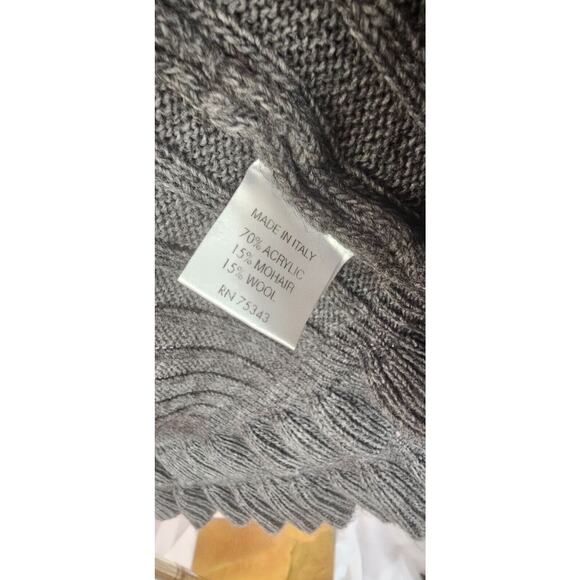 MADE IN ITALY
70% ACRYLIC
15% MOHAIR
15% WOOL
RN 75343